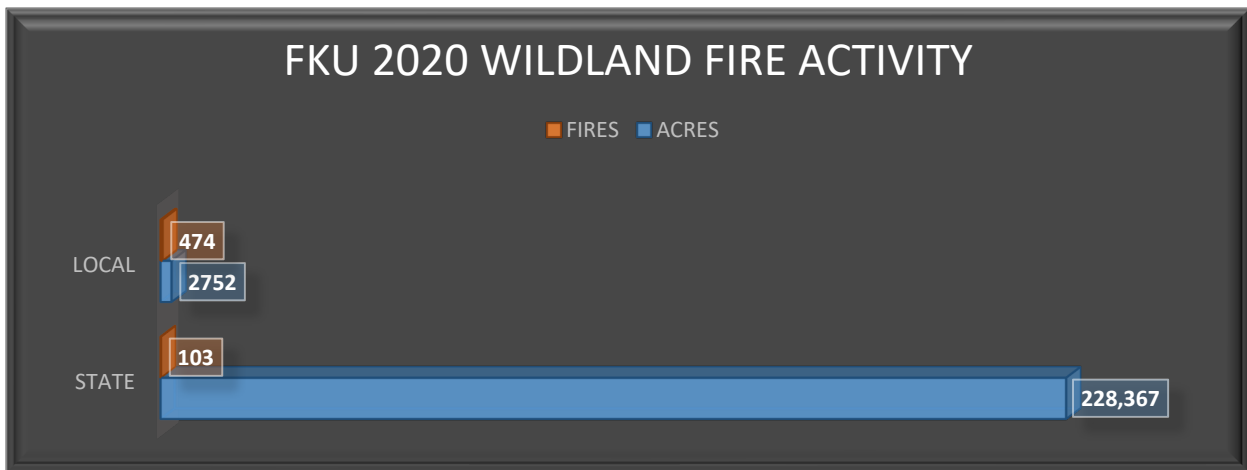 FKU 2020 WILDLAND FIRE ACTIVITY
FIRES ACRES
474
LOCAL
2752
103
STATE
228,367